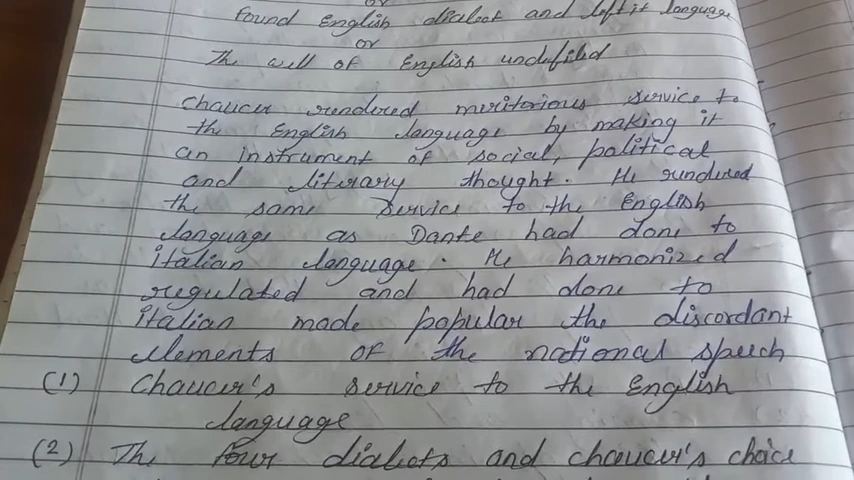 or
found English dialect and left it language
or
The well of English undefiled
Chaucer rendered meritorious service to
the English language by making it
an instrument of social, political
and literary thought. He rendered
the same service to the English
language as Dante had done to
italian language. He harmonized
regulated and had done to
italian made popular the discordant
elements of the national speech
(1) Chaucer's service to the English
language
(2) The four dialects and chaucer's choice